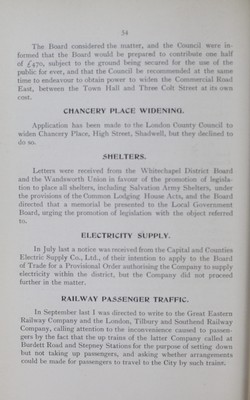 54
The Board considered the matter, and the Council were in-
formed that the Board would be prepared to contribute one half
of £470, subject to the ground being secured for the use of the
public for ever, and that the Council be recommended at the same
time to endeavour to obtain power to widen the Commercial Road
East, between the Town Hall and Three Colt Street at its own
cost.
CHANCERY PLACE WIDENING.
Application has been made to the London County Council to
widen Chancery Place, High Street, Shadwell, but they declined to
do so.
SHELTERS.
Letters were received from the Whitechapel District Board
and the Wandsworth Union in favour of the promotion of legisla-
tion to place all shelters, including Salvation Army Shelters, under
the provisions of the Common Lodging House Acts, and the Board
directed that a memorial be presented to the Local Government
Board, urging the promotion of legislation with the object referred
to.
ELECTRICITY SUPPLY.
In July last a notice was received from the Capital and Counties
Electric Supply Co., Ltd., of their intention to apply to the Board
of Trade for a Provisional Order authorising the Company to supply
electricity within the district, but the Company did not proceed
further in the matter.
RAILWAY PASSENGER TRAFFIC.
In September last I was directed to write to the Great Eastern
Railway Company and the London, Tilbury and Southend Railway
Company, calling attention to the inconvenience caused to passen-
gers by the fact that the up trains of the latter Company called at
Burdett Road and Stepney Stations for the purpose of setting down
but not taking up passengers, and asking whether arrangements
could be made for passengers to travel to the City by such trains.